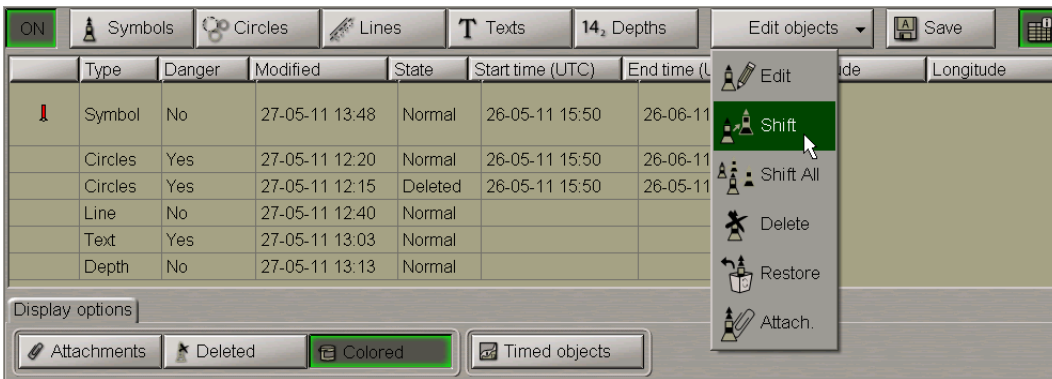 ON Symbols Circles Lines T Texts 14₂ Depths Edit objects Save
Type Danger Modified State Start time (UTC) End time (U de Longitude
Edit
Symbol No 27-05-11 13:48 Normal 26-05-11 15:50 26-06-11
Shift
Circles Yes 27-05-11 12:20 Normal 26-05-11 15:50 26-06-11
Circles Yes 27-05-11 12:15 Deleted 26-05-11 15:50 26-05-11
Shift All
Line No 27-05-11 12:40 Normal
Delete
Text Yes 27-05-11 13:03 Normal
Depth No 27-05-11 13:13 Normal
Restore
Display options
Attach.
Attachments Deleted Colored Timed objects